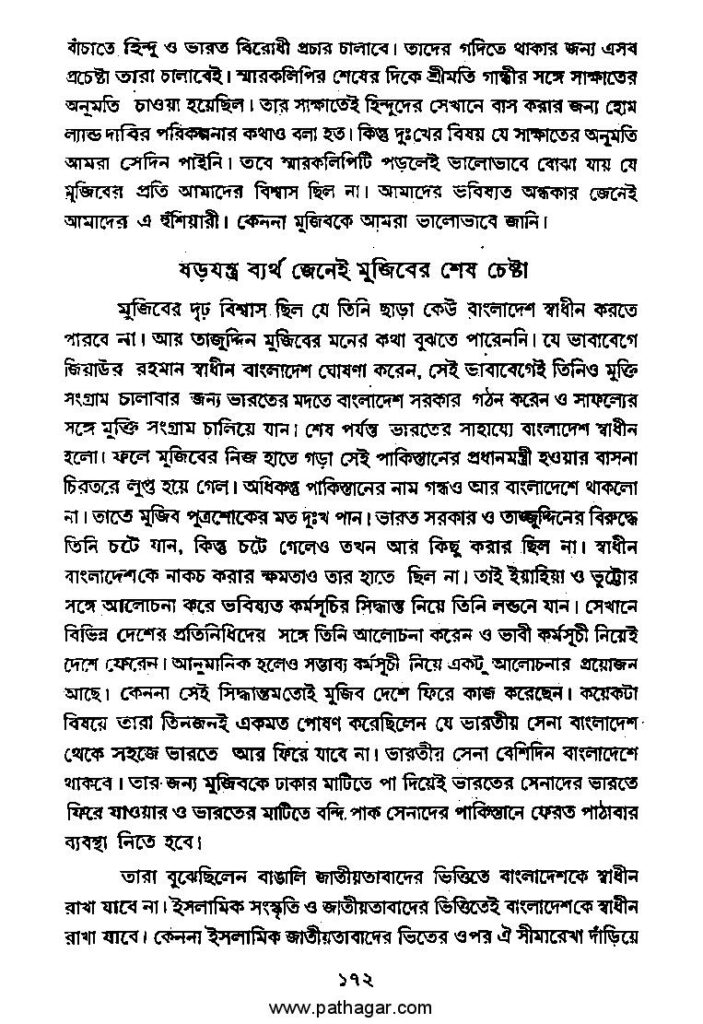 বাঁচাতে হিন্দু ও ভারত বিরোধী প্রচার চালাবে। তাদের গদিতে থাকার জন্য এসব
প্রচেষ্টা তারা চালাবেই। স্মারকলিপির শেষের দিকে শ্রীমতি গান্ধীর সঙ্গে সাক্ষাতের
অনুমতি চাওয়া হয়েছিল। তার সাক্ষাতেই হিন্দুদের সেখানে বাস করার জন্য হোম
ল্যান্ড দাবির পরিকল্পনার কথাও বলা হত। কিন্তু দুঃখের বিষয় যে সাক্ষাতের অনুমতি
আমরা সেদিন পাইনি। তবে স্মারকলিপিটি পড়লেই ভালোভাবে বোঝা যায় যে
মুজিবের প্রতি আমাদের বিশ্বাস ছিল না। আমাদের ভবিষ্যত অন্ধকার জেনেই
আমাদের এ হুঁশিয়ারী। কেননা মুজিবকে আমরা ভালোভাবে জানি।
ষড়যন্ত্র ব্যর্থ জেনেই মুজিবের শেষ চেষ্টা
মুজিবের দৃঢ় বিশ্বাস ছিল যে তিনি ছাড়া কেউ বাংলাদেশ স্বাধীন করতে
পারবে না। আর তাজুদ্দিন মুজিবের মনের কথা বুঝতে পারেননি। যে ভাবাবেগে
জিয়াউর রহমান স্বাধীন বাংলাদেশ ঘোষণা করেন, সেই ভাবাবেগেই তিনিও মুক্তি
সংগ্রাম চালাবার জন্য ভারতের মদতে বাংলাদেশ সরকার গঠন করেন ও সাফল্যের
সঙ্গে মুক্তি সংগ্রাম চালিয়ে যান। শেষ পর্যন্ত ভারতের সাহায্যে বাংলাদেশ স্বাধীন
হলো। ফলে মুজিবের নিজ হাতে গড়া সেই পাকিস্তানের প্রধানমন্ত্রী হওয়ার বাসনা
চিরতরে লুপ্ত হয়ে গেল। অধিকন্তু পাকিস্তানের নাম গন্ধও আর বাংলাদেশে থাকলো
না। তাতে মুজিব পুত্রশোকের মত দুঃখ পান। ভারত সরকার ও তাজ্জুদ্দিনের বিরুদ্ধে
তিনি চটে যান, কিন্তু চটে গেলেও তখন আর কিছু করার ছিল না। স্বাধীন
বাংলাদেশকে নাকচ করার ক্ষমতাও তার হাতে ছিল না। তাই ইয়াহিয়া ও ভুট্টোর
সঙ্গে আলোচনা করে ভবিষ্যত কর্মসূচির সিদ্ধান্ত নিয়ে তিনি লন্ডনে যান। সেখানে
বিভিন্ন দেশের প্রতিনিধিদের সঙ্গে তিনি আলোচনা করেন ও ভাবী কর্মসূচী নিয়েই
দেশে ফেরেন। আনুমানিক হলেও সম্ভাব্য কর্মসূচী নিয়ে একটু আলোচনার প্রয়োজন
আছে। কেননা সেই সিদ্ধান্তমতোই মুজিব দেশে ফিরে কাজ করেছেন। কয়েকটা
বিষয়ে তারা তিনজনই একমত পোষণ করেছিলেন যে ভারতীয় সেনা বাংলাদেশ
থেকে সহজে ভারতে আর ফিরে যাবে না। ভারতীয় সেনা বেশিদিন বাংলাদেশে
থাকবে। তার জন্য মুজিবকে ঢাকার মাটিতে পা দিয়েই ভারতের সেনাদের ভারতে
ফিরে যাওয়ার ও ভারতের মাটিতে বন্দি পাক সেনাদের পাকিস্তানে ফেরত পাঠাবার
ব্যবস্থা নিতে হবে।
তারা বুঝেছিলেন বাঙালি জাতীয়তাবাদের ভিত্তিতে বাংলাদেশকে স্বাধীন
রাখা যাবে না। ইসলামিক সংস্কৃতি ও জাতীয়তাবাদের ভিত্তিতেই বাংলাদেশকে স্বাধীন
রাখা যাবে। কেননা ইসলামিক জাতীয়তাবাদের ভিতের ওপর ঐ সীমারেখা দাঁড়িয়ে
১৭২
www.pathagar.com